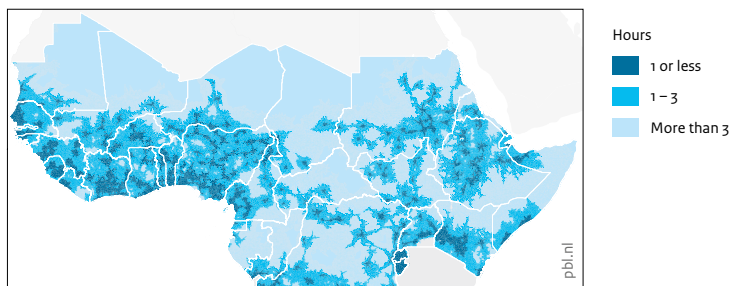 Hours
1 or less
1 – 3
More than 3
pbl.nl